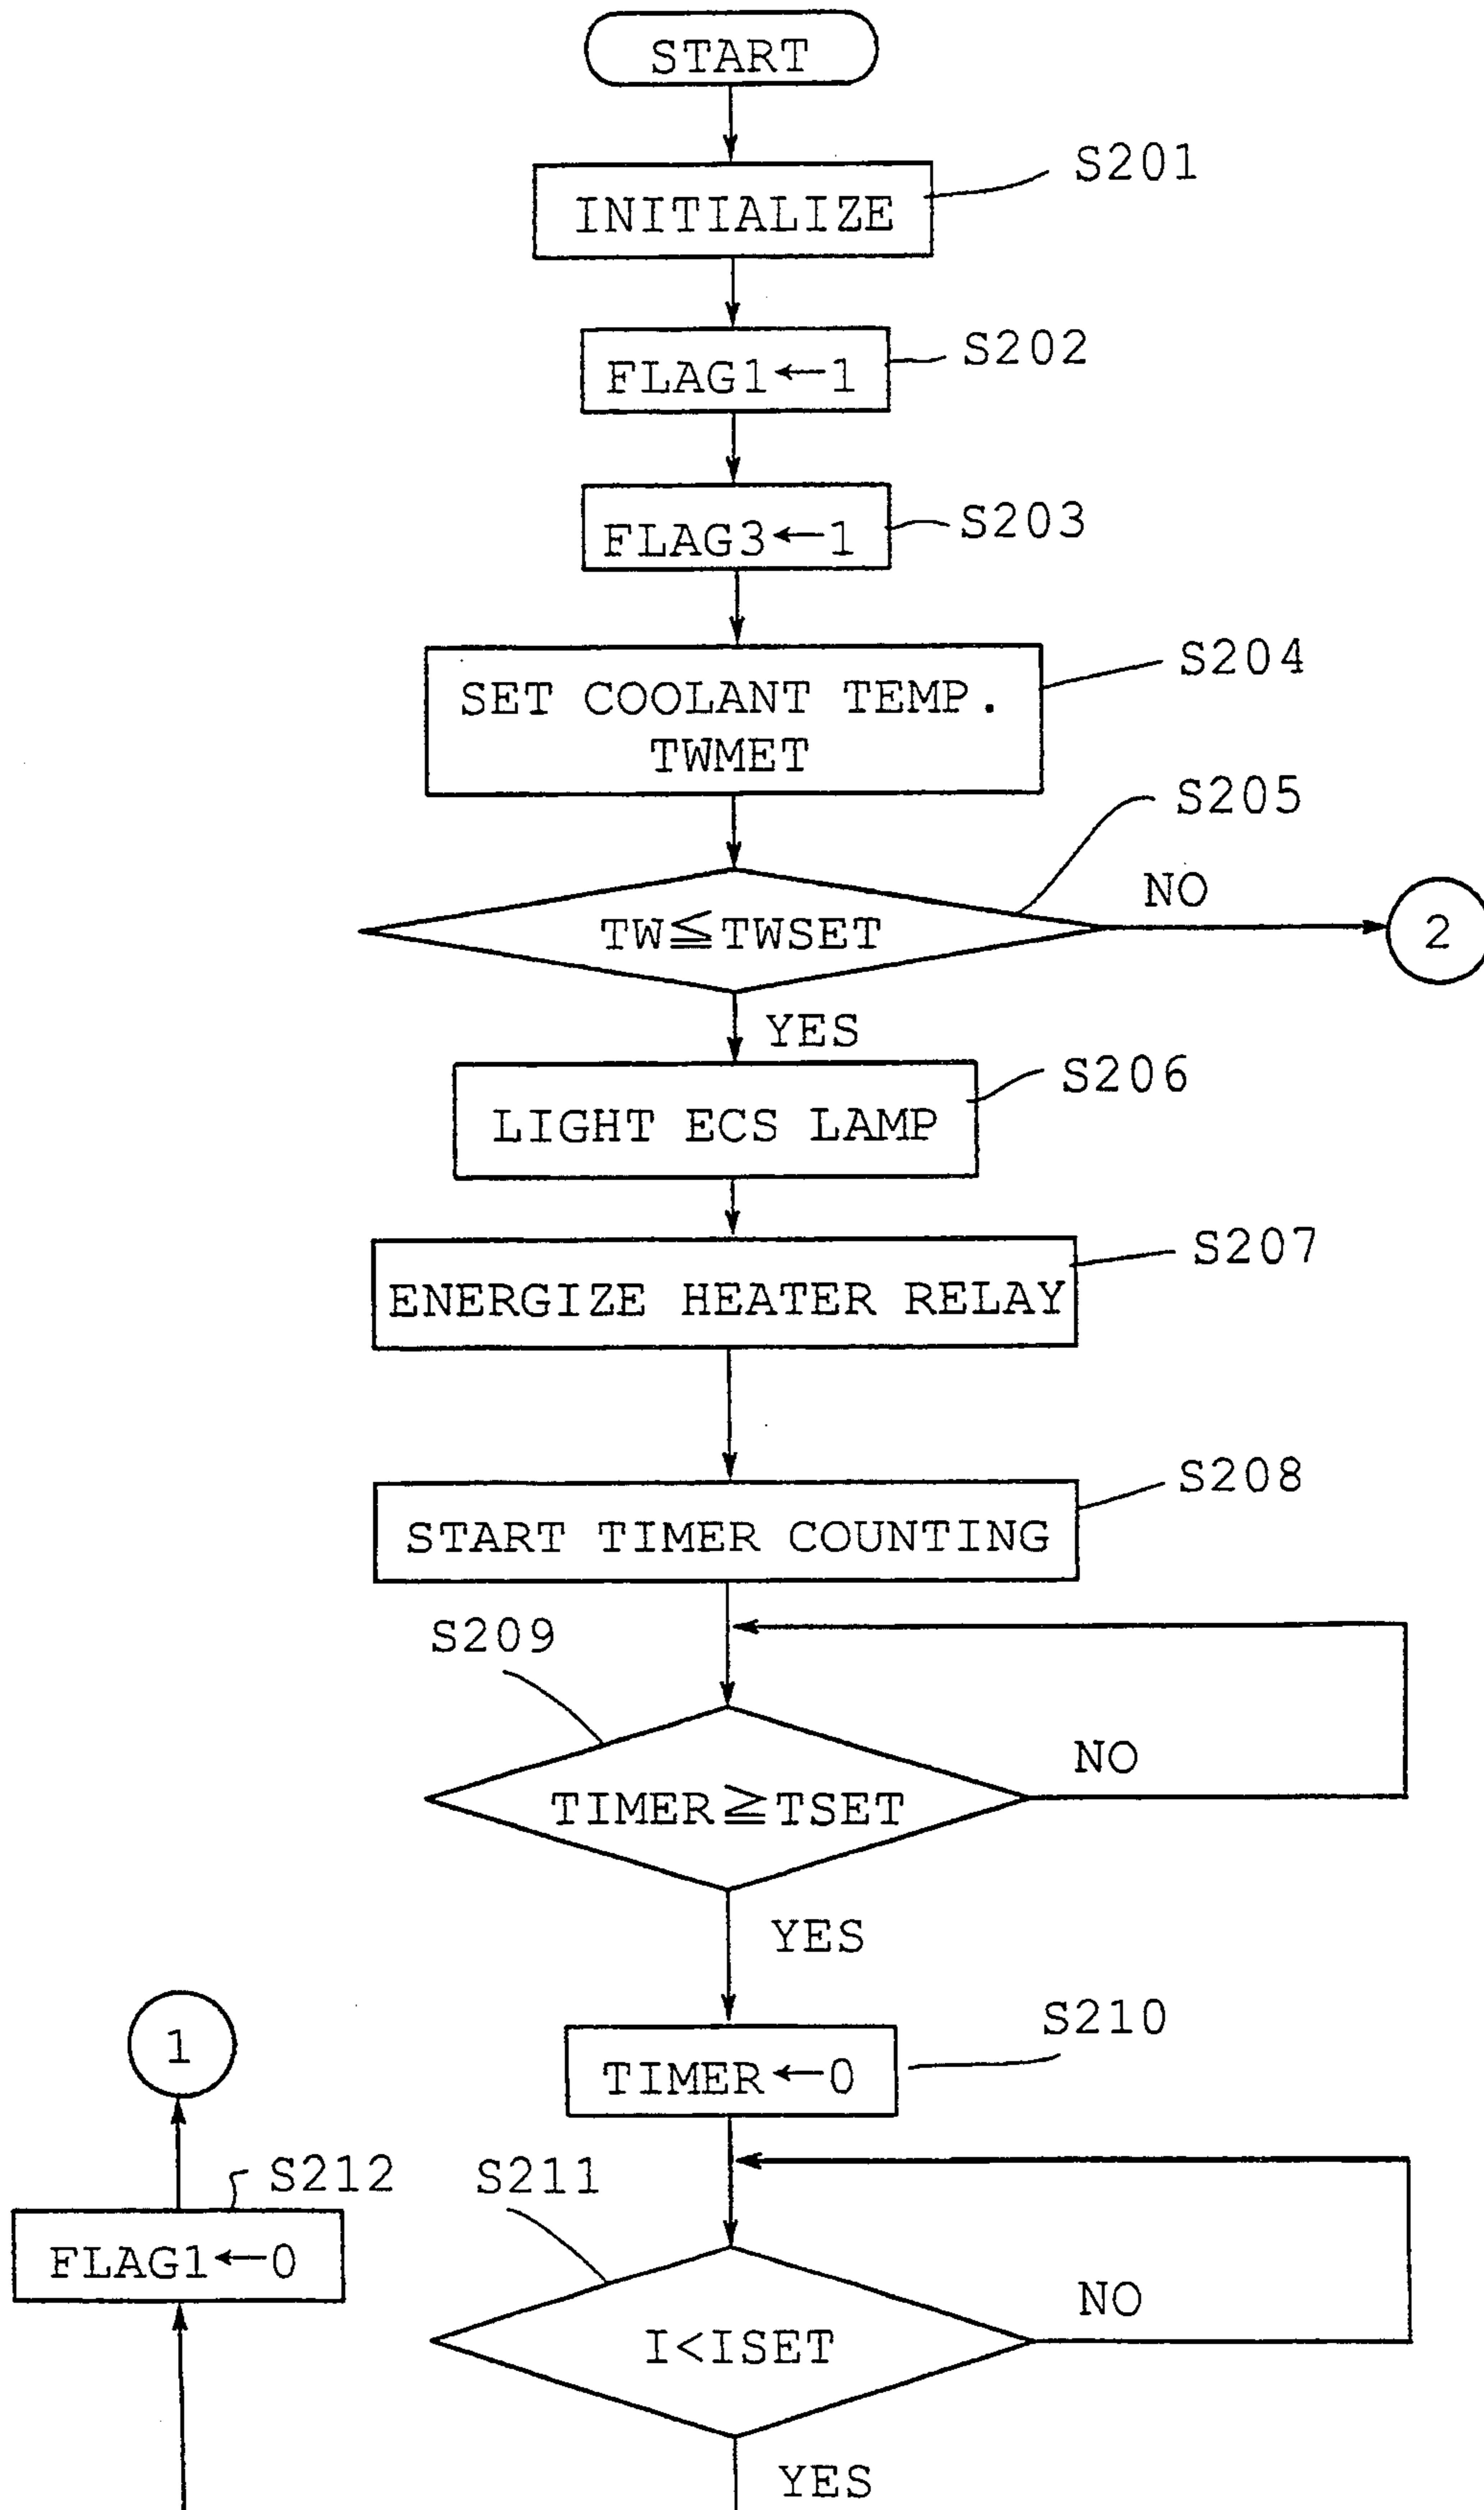 START
S201
INITIALIZE
S202
FLAG1←1
S203
FLAG3←1
S204
SET COOLANT TEMP.
TWMET
S205
TW≦TWSET
NO
2
YES
S206
LIGHT ECS LAMP
S207
ENERGIZE HEATER RELAY
S208
START TIMER COUNTING
S209
TIMER≧TSET
NO
YES
S210
TIMER←0
1
S212
FLAG1←0
S211
I<ISET
NO
YES